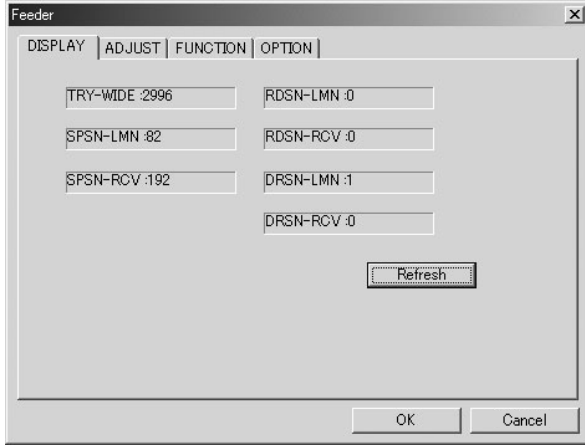 Feeder
DISPLAY ADJUST FUNCTION OPTION
TRY-WIDE :2996 RDSN-LMN :0
SPSN-LMN :82 RDSN-RCV :0
SPSN-RCV :192 DRSN-LMN :1
DRSN-RCV :0
Refresh
OK Cancel